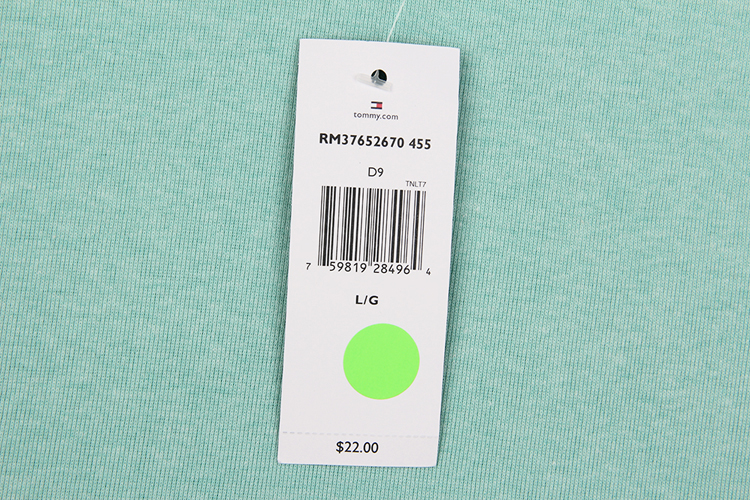 tommy.com
RM37652670 455
D9
TNLT7
7 59819 28496 4
L/G
$22.00